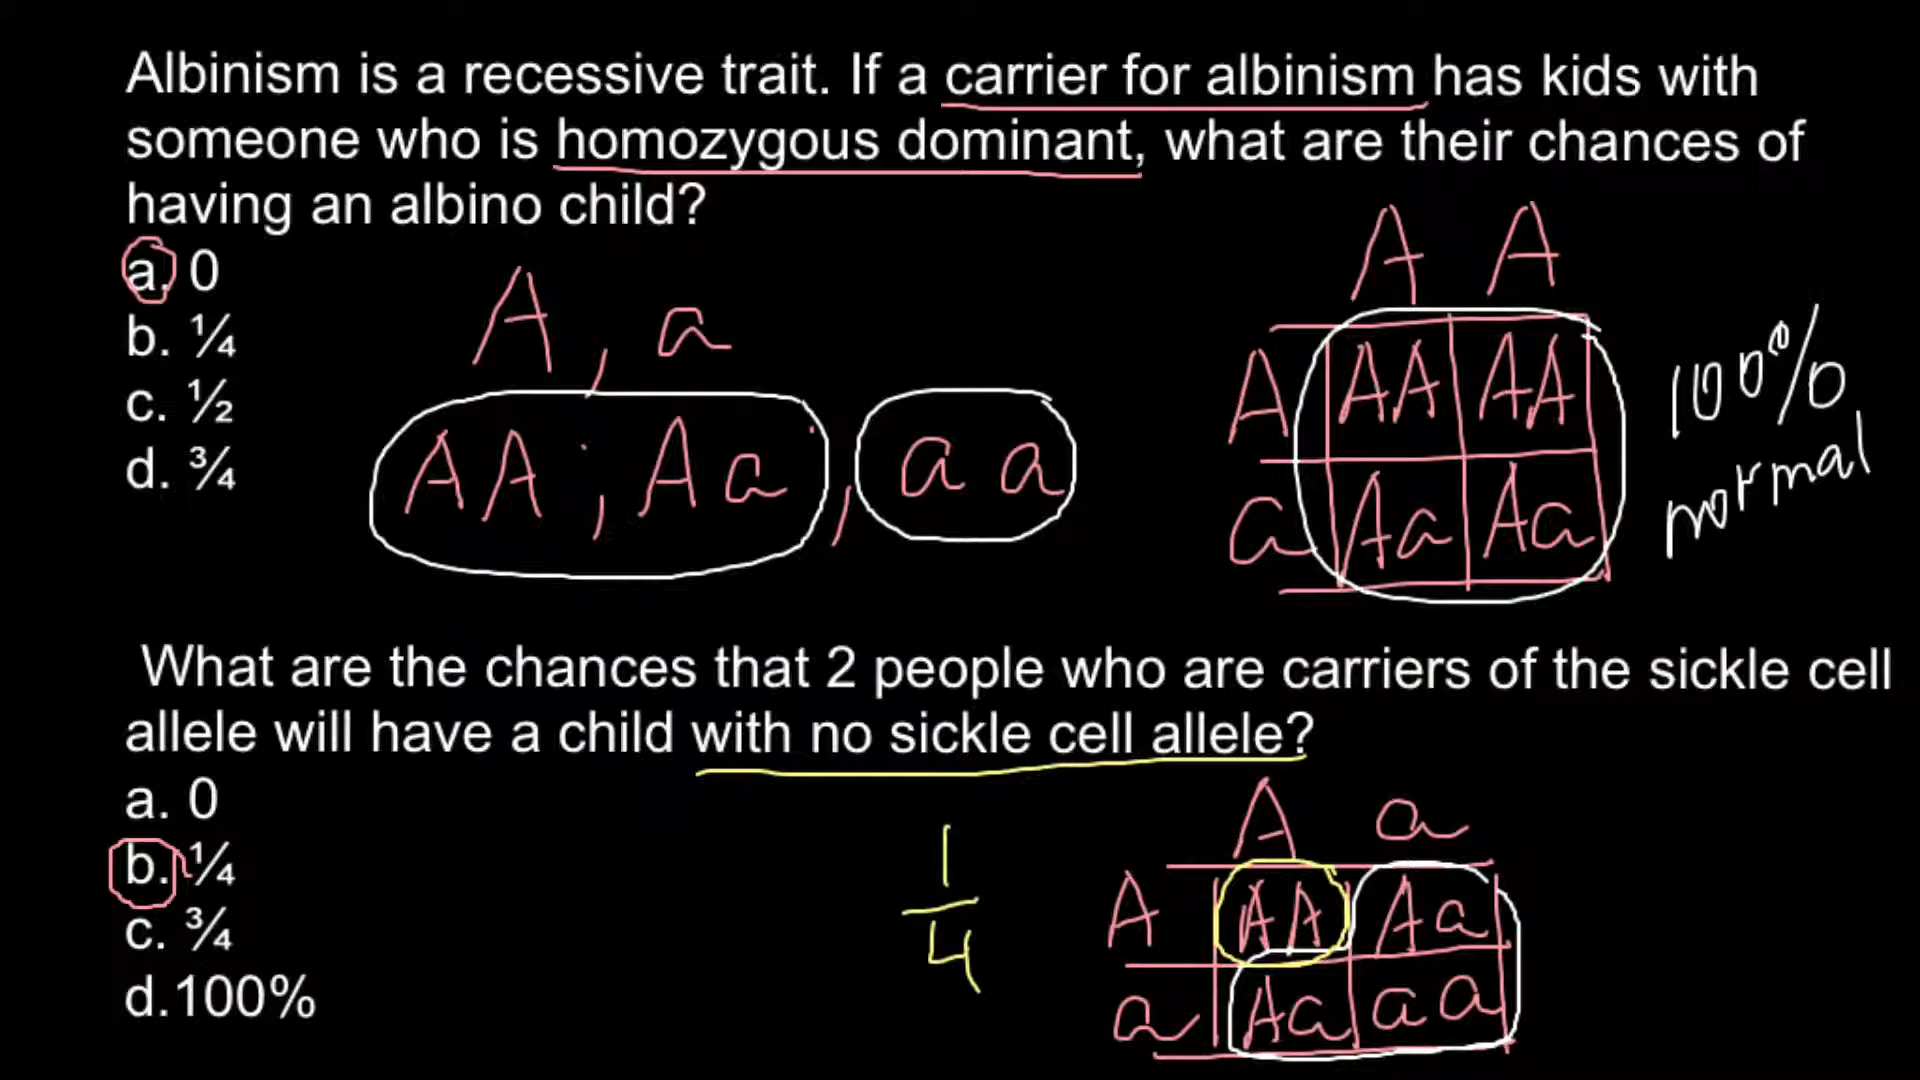 Albinism is a recessive trait. If a carrier for albinism has kids with
someone who is homozygous dominant, what are their chances of
having an albino child?
a. 0
b. ¼
c. ½
d. ¾
A , a
AA ; Aa , aa
A A
A AA AA
a Aa Aa
100%
normal
What are the chances that 2 people who are carriers of the sickle cell
allele will have a child with no sickle cell allele?
a. 0
b. ¼
c. ¾
d.100%
1
4
A a
A AA Aa
a Aa aa